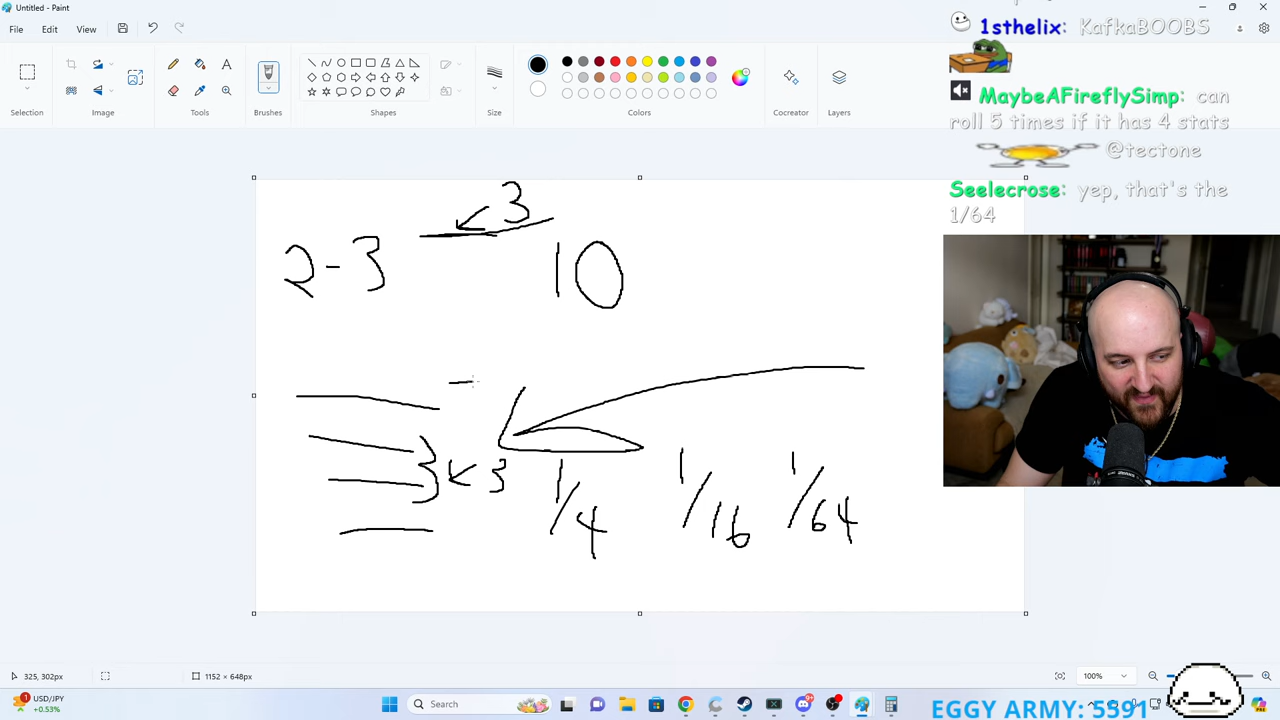 Untitled - Paint
File Edit View
Selection Image Tools Brushes Shapes Size Colors Cocreator Layers
1sthelix: KafkaBOOBS
MaybeAFireflySimp: can
roll 5 times if it has 4 stats
@tectone
Seelecrose: yep, that's the
1/64
3
2-3 10
3
1/4 1/16 1/64
325, 302px 1152 × 648px 100%
USD/JPY
+0.53%
Search
EGGY ARMY: 5591